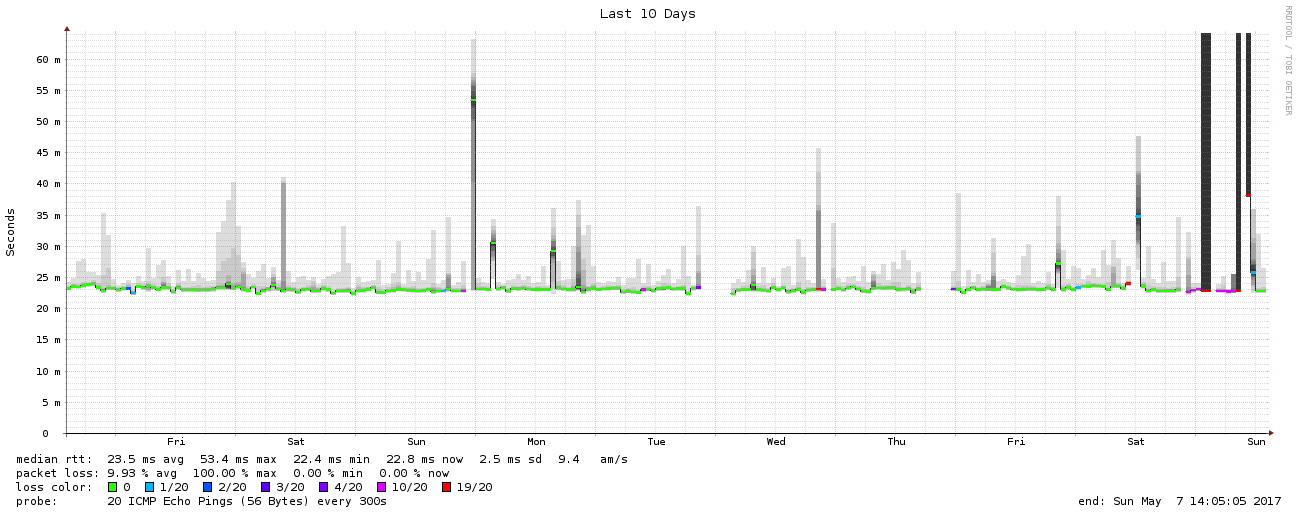 Last 10 Days
RRDTOOL / TOBI OETIKER
Seconds
60 m
55 m
50 m
45 m
40 m
35 m
30 m
25 m
20 m
15 m
10 m
5 m
0
Fri Sat Sun Mon Tue Wed Thu Fri Sat Sun
median rtt: 23.5 ms avg 53.4 ms max 22.4 ms min 22.8 ms now 2.5 ms sd 9.4 am/s
packet loss: 9.93 % avg 100.00 % max 0.00 % min 0.00 % now
loss color: 0 1/20 2/20 3/20 4/20 10/20 19/20
probe: 20 ICMP Echo Pings (56 Bytes) every 300s end: Sun May 7 14:05:05 2017